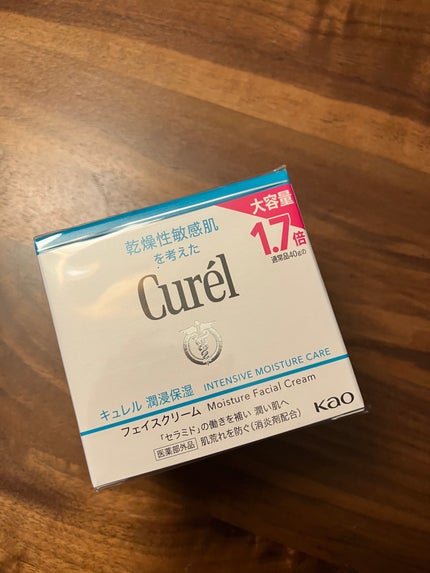 大容量
1.7倍
通常品40gの
乾燥性敏感肌
を考えた
Curél
キュレル 潤浸保湿 INTENSIVE MOISTURE CARE
フェイスクリーム Moisture Facial Cream
「セラミド」の働きを補い 潤い肌へ
医薬部外品 肌荒れを防ぐ(消炎剤配合)
Kao